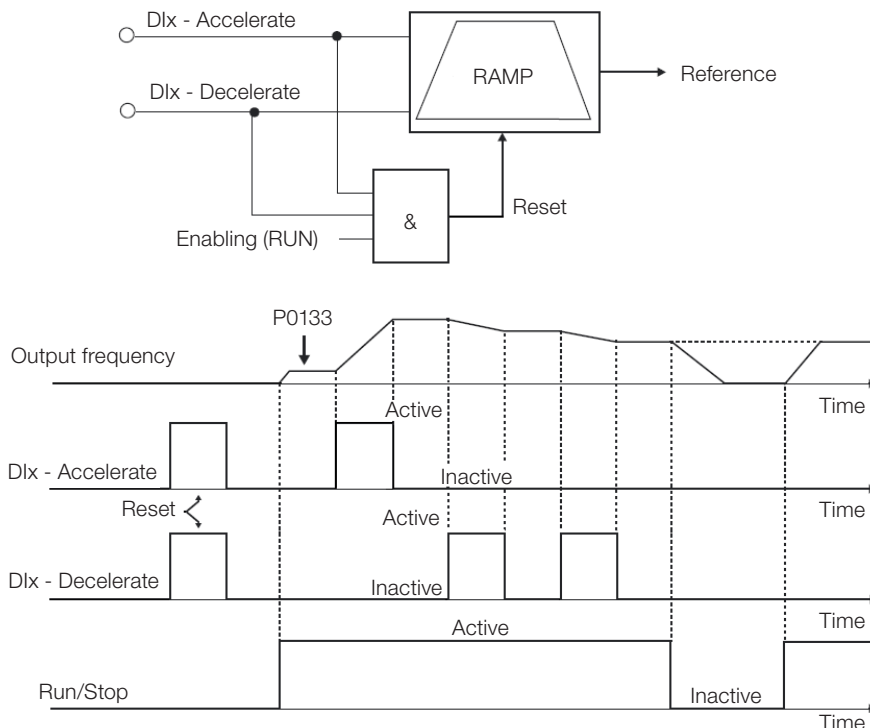 DIx - Accelerate
RAMP
Reference
DIx - Decelerate
Reset
Enabling (RUN)
&
P0133
Output frequency
Time
Active
DIx - Accelerate
Inactive
Time
Reset
Active
DIx - Decelerate
Inactive
Time
Active
Run/Stop
Inactive
Time